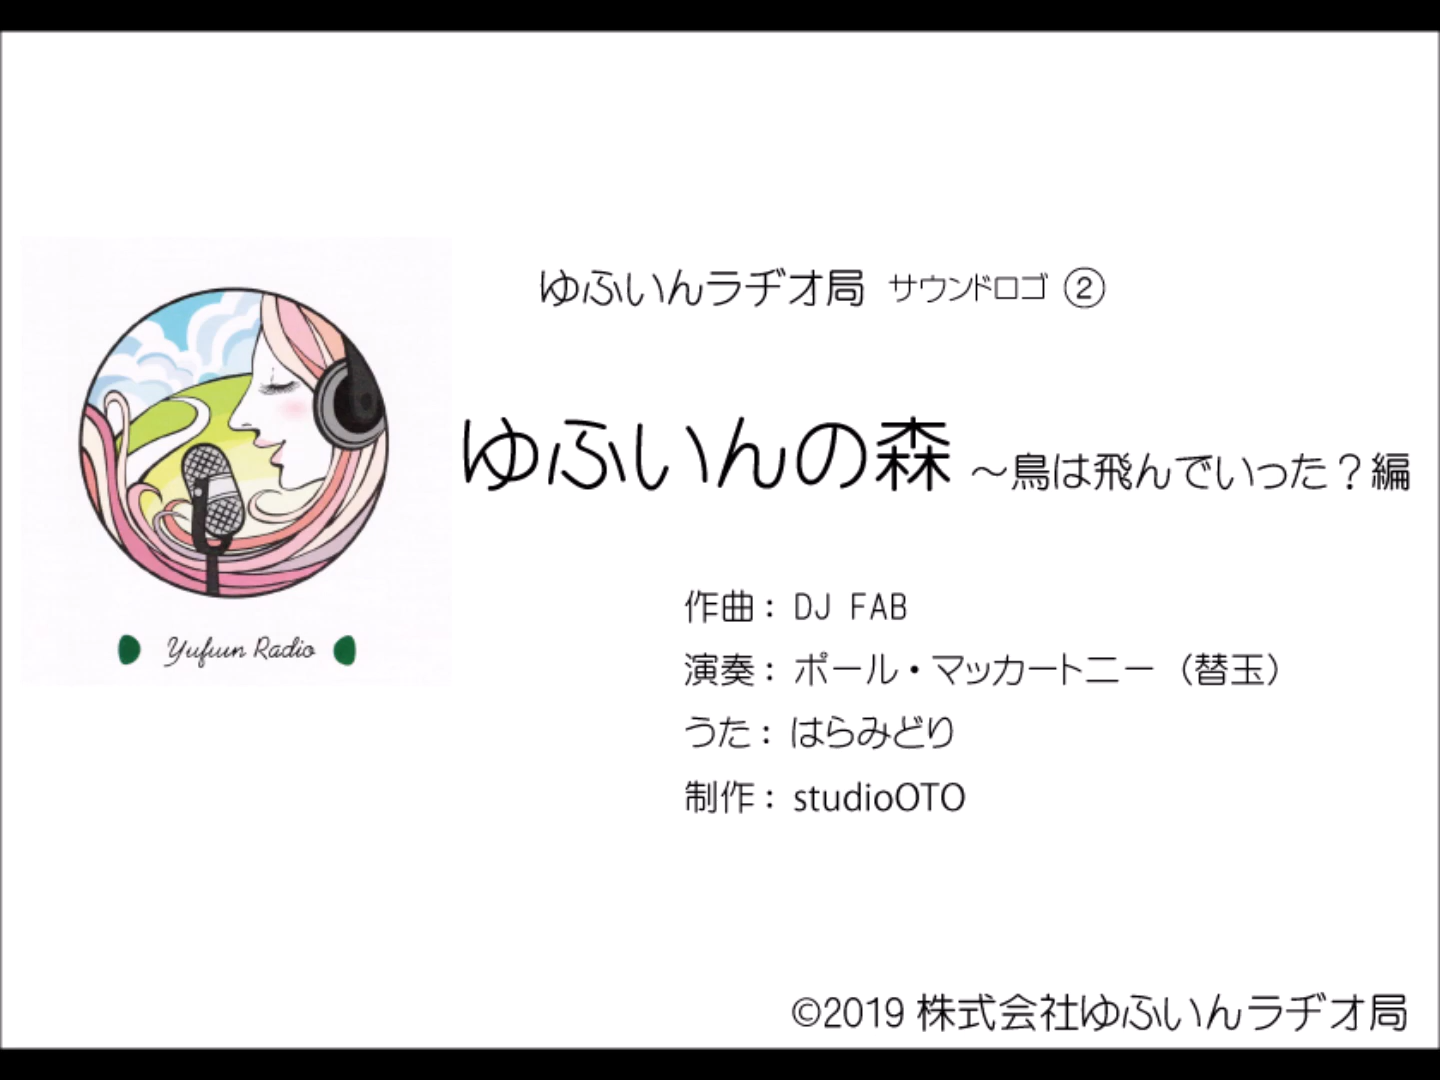 ゆふいんラヂオ局 サウンドロゴ ②
ゆふいんの森 ～鳥は飛んでいった？編
作曲： DJ FAB
演奏： ポール・マッカートニー（替玉）
うた： はらみどり
制作： studioOTO
Yufuin Radio
©2019 株式会社ゆふいんラヂオ局